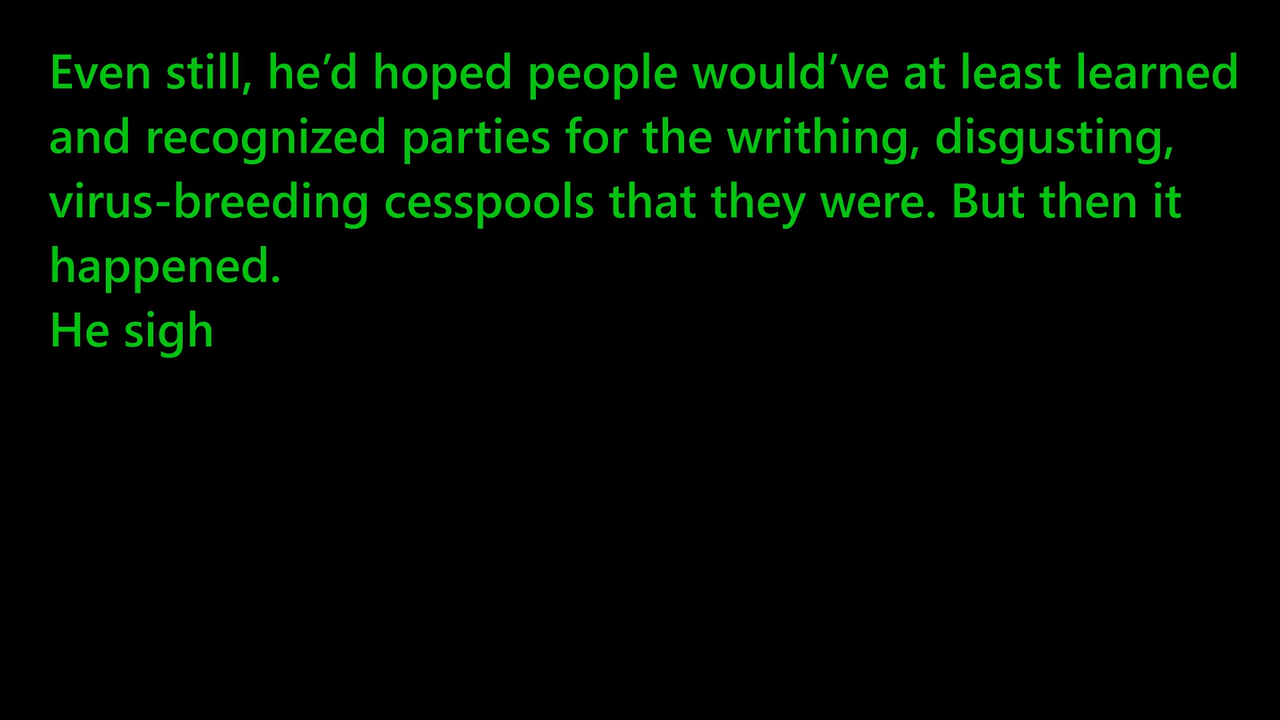 Even still, he’d hoped people would’ve at least learned
and recognized parties for the writhing, disgusting,
virus-breeding cesspools that they were. But then it
happened.
He sigh